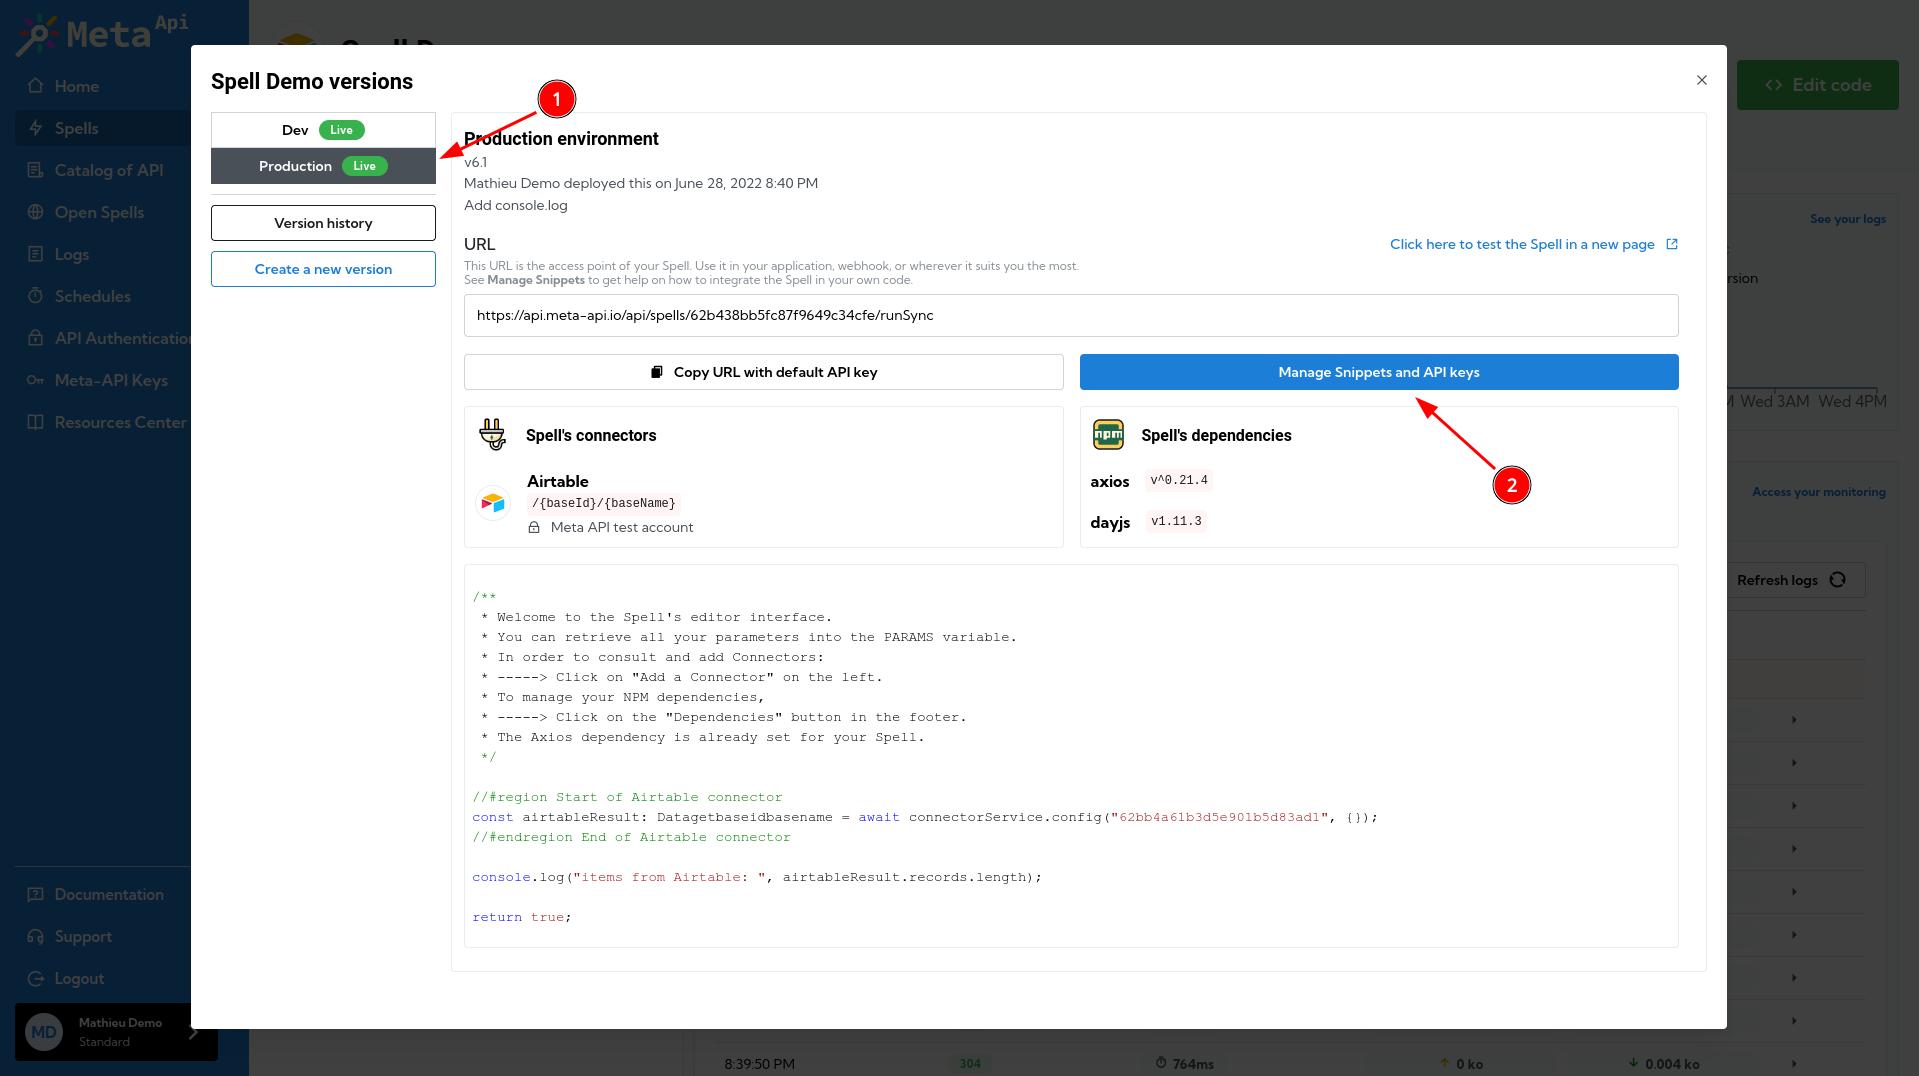 Meta Api
Home
Spells
Catalog of API
Open Spells
Logs
Schedules
API Authentication
Meta-API Keys
Resources Center
Documentation
Support
Logout
MD
Mathieu Demo
Standard
Edit code
See your logs
rsion
M Wed 3AM Wed 4PM
Access your monitoring
Refresh logs
8:39:50 PM 304 764ms 0 ko 0.004 ko
Spell Demo versions
1
Dev Live
Production Live
Version history
Create a new version
Production environment
v6.1
Mathieu Demo deployed this on June 28, 2022 8:40 PM
Add console.log
URL
Click here to test the Spell in a new page
This URL is the access point of your Spell. Use it in your application, webhook, or wherever it suits you the most.
See Manage Snippets to get help on how to integrate the Spell in your own code.
https://api.meta-api.io/api/spells/62b438bb5fc87f9649c34cfe/runSync
Copy URL with default API key
Manage Snippets and API keys
2
Spell's connectors
Airtable
/{baseId}/{baseName}
Meta API test account
npm
Spell's dependencies
axios v^0.21.4
dayjs v1.11.3
/**
* Welcome to the Spell's editor interface.
* You can retrieve all your parameters into the PARAMS variable.
* In order to consult and add Connectors:
* -----> Click on "Add a Connector" on the left.
* To manage your NPM dependencies,
* -----> Click on the "Dependencies" button in the footer.
* The Axios dependency is already set for your Spell.
*/
//#region Start of Airtable connector
const airtableResult: Datagetbaseidbasename = await connectorService.config("62bb4a61b3d5e901b5d83ad1", {});
//#endregion End of Airtable connector
console.log("items from Airtable: ", airtableResult.records.length);
return true;